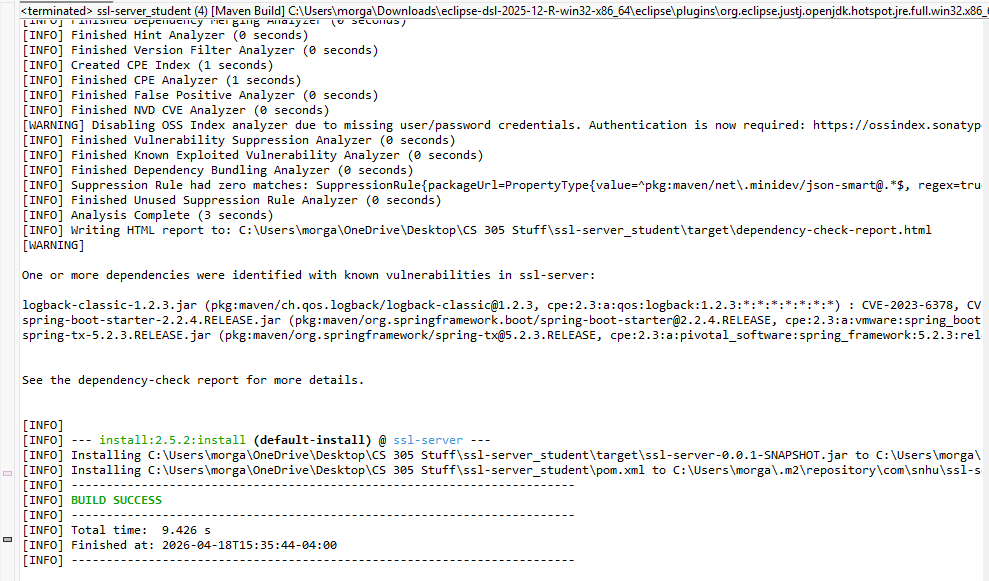 <terminated> ssl-server_student (4) [Maven Build] C:\Users\morga\Downloads\eclipse-dsl-2025-12-R-win32-x86_64\eclipse\plugins\org.eclipse.justj.openjdk.hotspot.jre.full.win32.x86_6
[INFO] Finished Dependency Merging Analyzer (0 seconds)
[INFO] Finished Hint Analyzer (0 seconds)
[INFO] Finished Version Filter Analyzer (0 seconds)
[INFO] Created CPE Index (1 seconds)
[INFO] Finished CPE Analyzer (1 seconds)
[INFO] Finished False Positive Analyzer (0 seconds)
[INFO] Finished NVD CVE Analyzer (0 seconds)
[WARNING] Disabling OSS Index analyzer due to missing user/password credentials. Authentication is now required: https://ossindex.sonatyp
[INFO] Finished Vulnerability Suppression Analyzer (0 seconds)
[INFO] Finished Known Exploited Vulnerability Analyzer (0 seconds)
[INFO] Finished Dependency Bundling Analyzer (0 seconds)
[INFO] Suppression Rule had zero matches: SuppressionRule{packageUrl=PropertyType{value=^pkg:maven/net\.minidev/json-smart@.*$, regex=tru
[INFO] Finished Unused Suppression Rule Analyzer (0 seconds)
[INFO] Analysis Complete (3 seconds)
[INFO] Writing HTML report to: C:\Users\morga\OneDrive\Desktop\CS 305 Stuff\ssl-server_student\target\dependency-check-report.html
[WARNING]
One or more dependencies were identified with known vulnerabilities in ssl-server:
logback-classic-1.2.3.jar (pkg:maven/ch.qos.logback/logback-classic@1.2.3, cpe:2.3:a:qos:logback:1.2.3:*:*:*:*:*:*:*) : CVE-2023-6378, CV
spring-boot-starter-2.2.4.RELEASE.jar (pkg:maven/org.springframework.boot/spring-boot-starter@2.2.4.RELEASE, cpe:2.3:a:vmware:spring_boot
spring-tx-5.2.3.RELEASE.jar (pkg:maven/org.springframework/spring-tx@5.2.3.RELEASE, cpe:2.3:a:pivotal_software:spring_framework:5.2.3:rel
See the dependency-check report for more details.
[INFO]
[INFO] --- install:2.5.2:install (default-install) @ ssl-server ---
[INFO] Installing C:\Users\morga\OneDrive\Desktop\CS 305 Stuff\ssl-server_student\target\ssl-server-0.0.1-SNAPSHOT.jar to C:\Users\morga\
[INFO] Installing C:\Users\morga\OneDrive\Desktop\CS 305 Stuff\ssl-server_student\pom.xml to C:\Users\morga\.m2\repository\com\snhu\ssl-s
[INFO] ------------------------------------------------------------------------
[INFO] BUILD SUCCESS
[INFO] ------------------------------------------------------------------------
[INFO] Total time:  9.426 s
[INFO] Finished at: 2026-04-18T15:35:44-04:00
[INFO] ------------------------------------------------------------------------